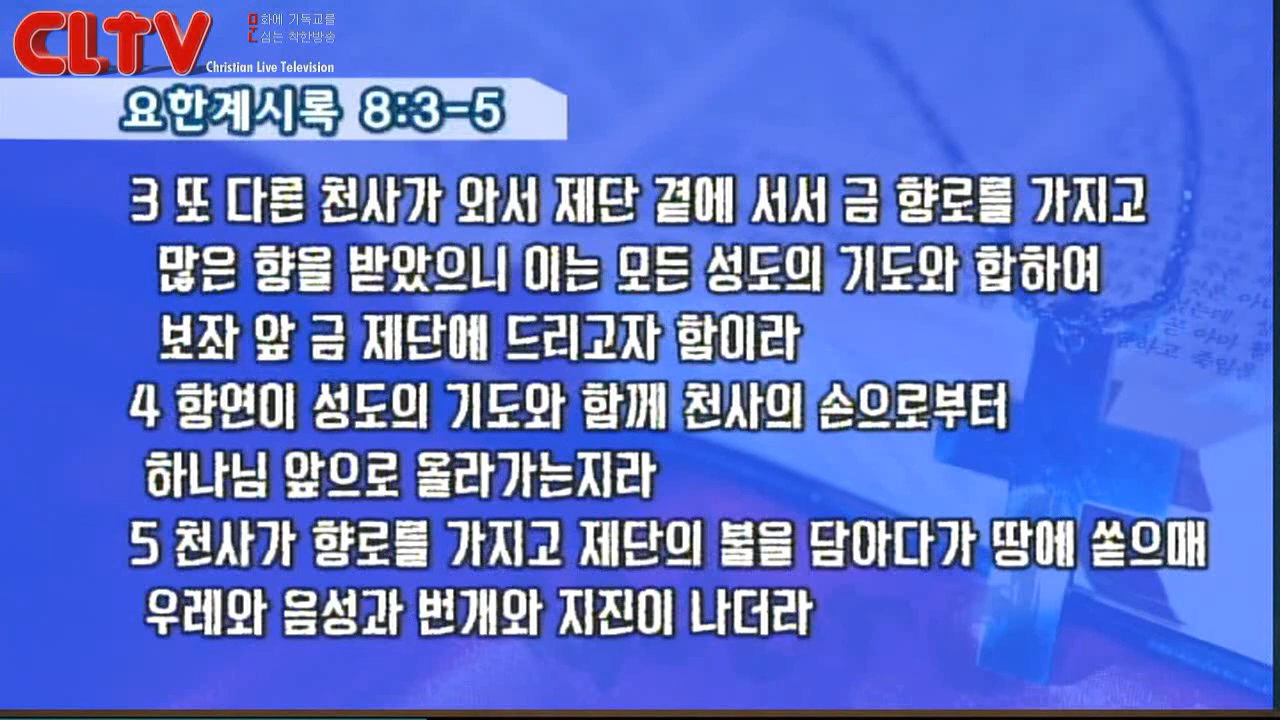 CLTV
문화에 기독교를
심는 착한방송
Christian Live Television
요한계시록 8:3-5
3 또 다른 천사가 와서 제단 곁에 서서 금 향로를 가지고
많은 향을 받았으니 이는 모든 성도의 기도와 합하여
보좌 앞 금 제단에 드리고자 함이라
4 향연이 성도의 기도와 함께 천사의 손으로부터
하나님 앞으로 올라가는지라
5 천사가 향로를 가지고 제단의 불을 담아다가 땅에 쏟으매
우레와 음성과 번개와 지진이 나더라